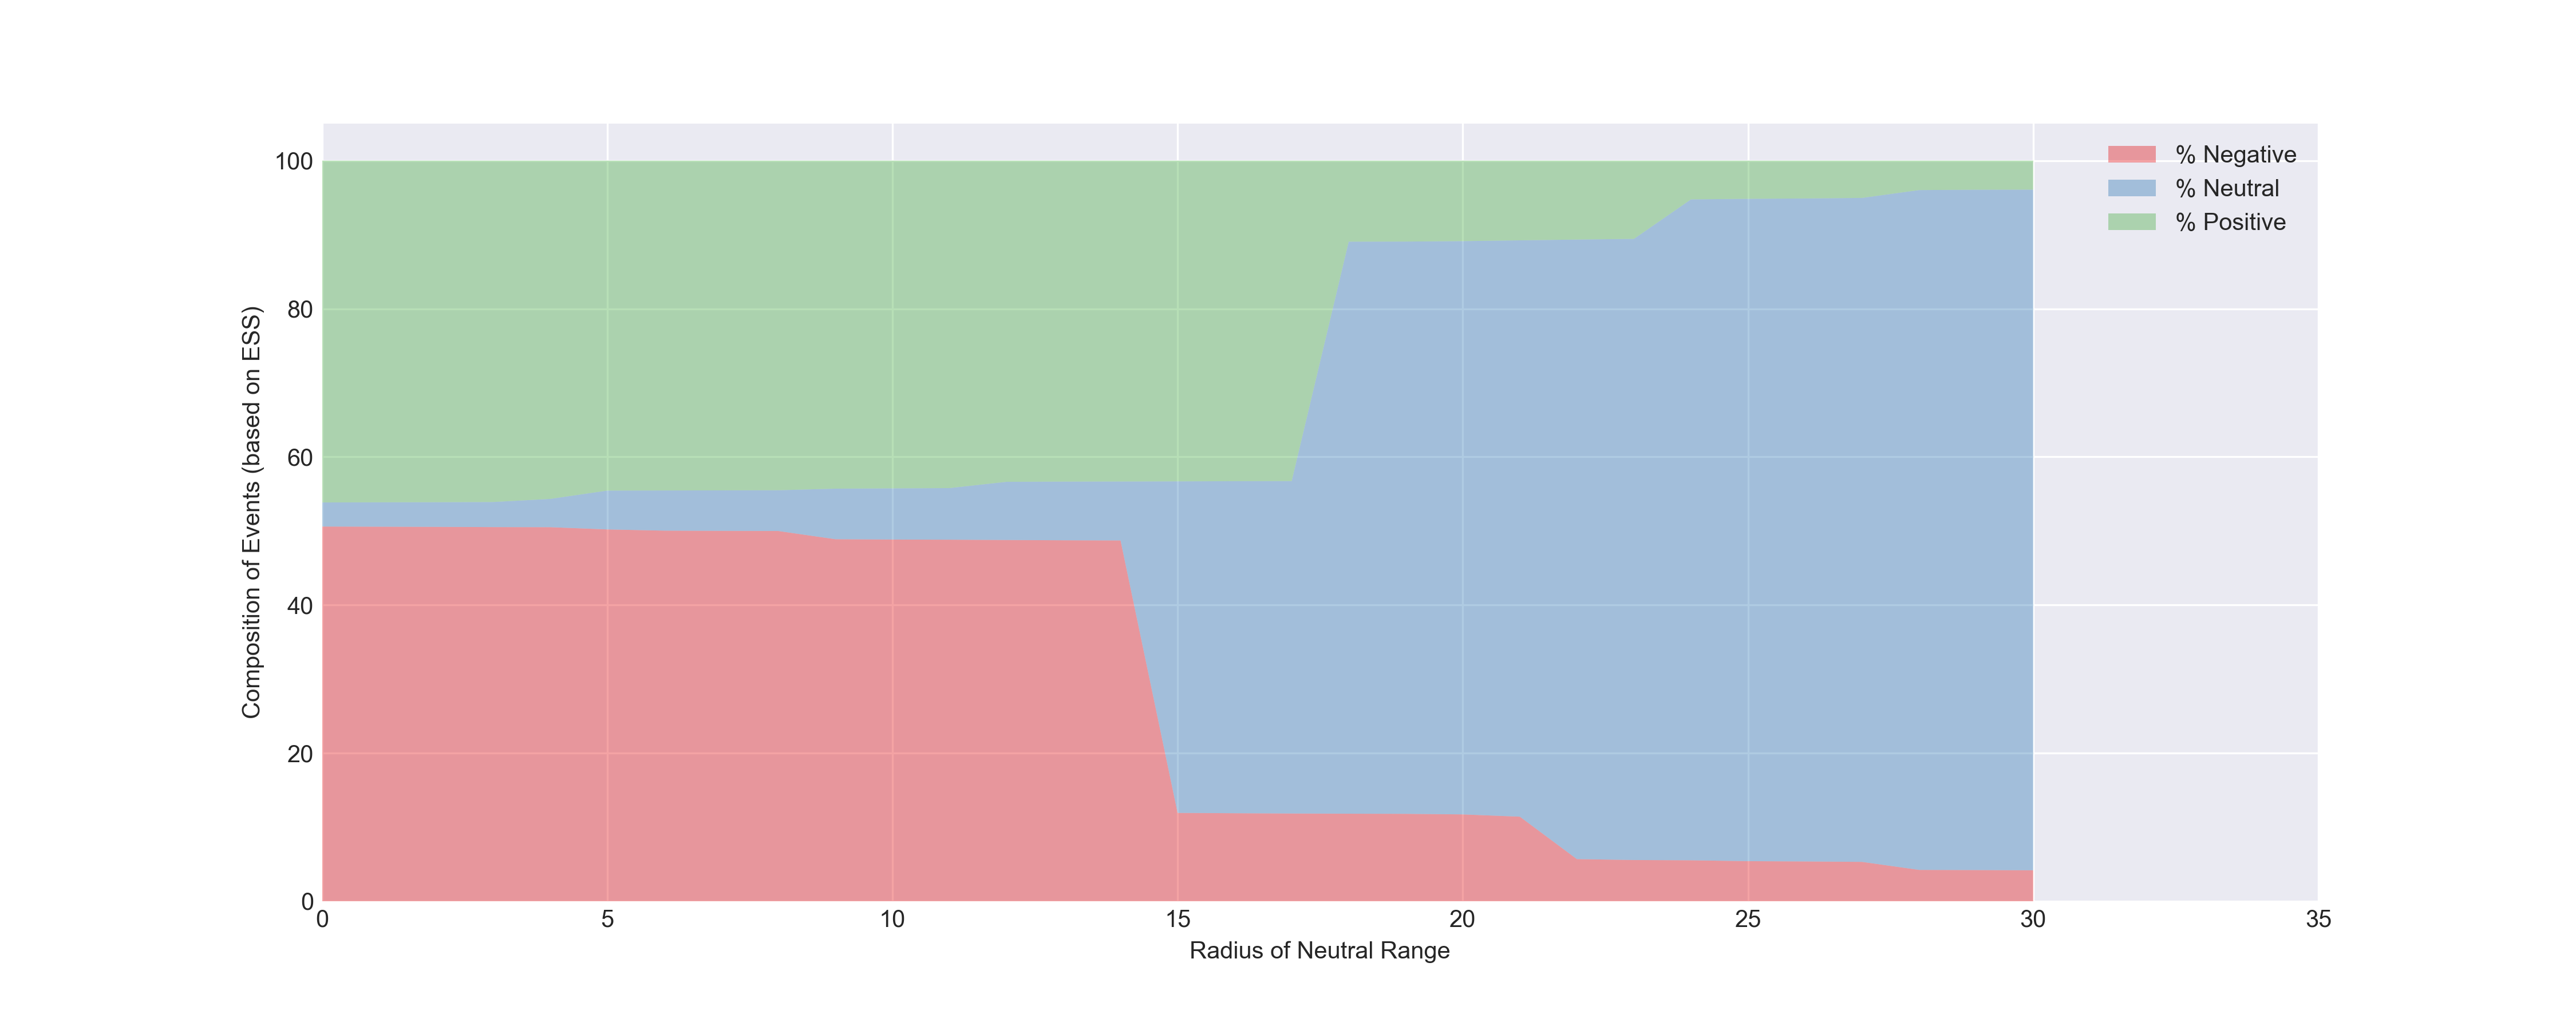 % Negative
% Neutral
% Positive
100
80
60
40
20
0
Composition of Events (based on ESS)
0 5 10 15 20 25 30 35
Radius of Neutral Range